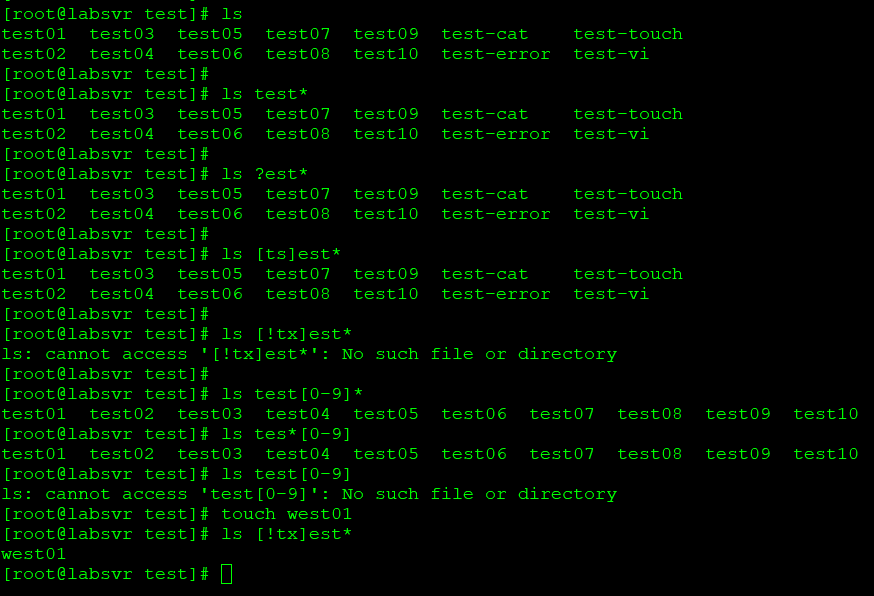 [root@labsvr test]# ls
test01  test03  test05  test07  test09  test-cat    test-touch
test02  test04  test06  test08  test10  test-error  test-vi
[root@labsvr test]#
[root@labsvr test]# ls test*
test01  test03  test05  test07  test09  test-cat    test-touch
test02  test04  test06  test08  test10  test-error  test-vi
[root@labsvr test]#
[root@labsvr test]# ls ?est*
test01  test03  test05  test07  test09  test-cat    test-touch
test02  test04  test06  test08  test10  test-error  test-vi
[root@labsvr test]#
[root@labsvr test]# ls [ts]est*
test01  test03  test05  test07  test09  test-cat    test-touch
test02  test04  test06  test08  test10  test-error  test-vi
[root@labsvr test]#
[root@labsvr test]# ls [!tx]est*
ls: cannot access '[!tx]est*': No such file or directory
[root@labsvr test]#
[root@labsvr test]# ls test[0-9]*
test01  test02  test03  test04  test05  test06  test07  test08  test09  test10
[root@labsvr test]# ls tes*[0-9]
test01  test02  test03  test04  test05  test06  test07  test08  test09  test10
[root@labsvr test]# ls test[0-9]
ls: cannot access 'test[0-9]': No such file or directory
[root@labsvr test]# touch west01
[root@labsvr test]# ls [!tx]est*
west01
[root@labsvr test]#